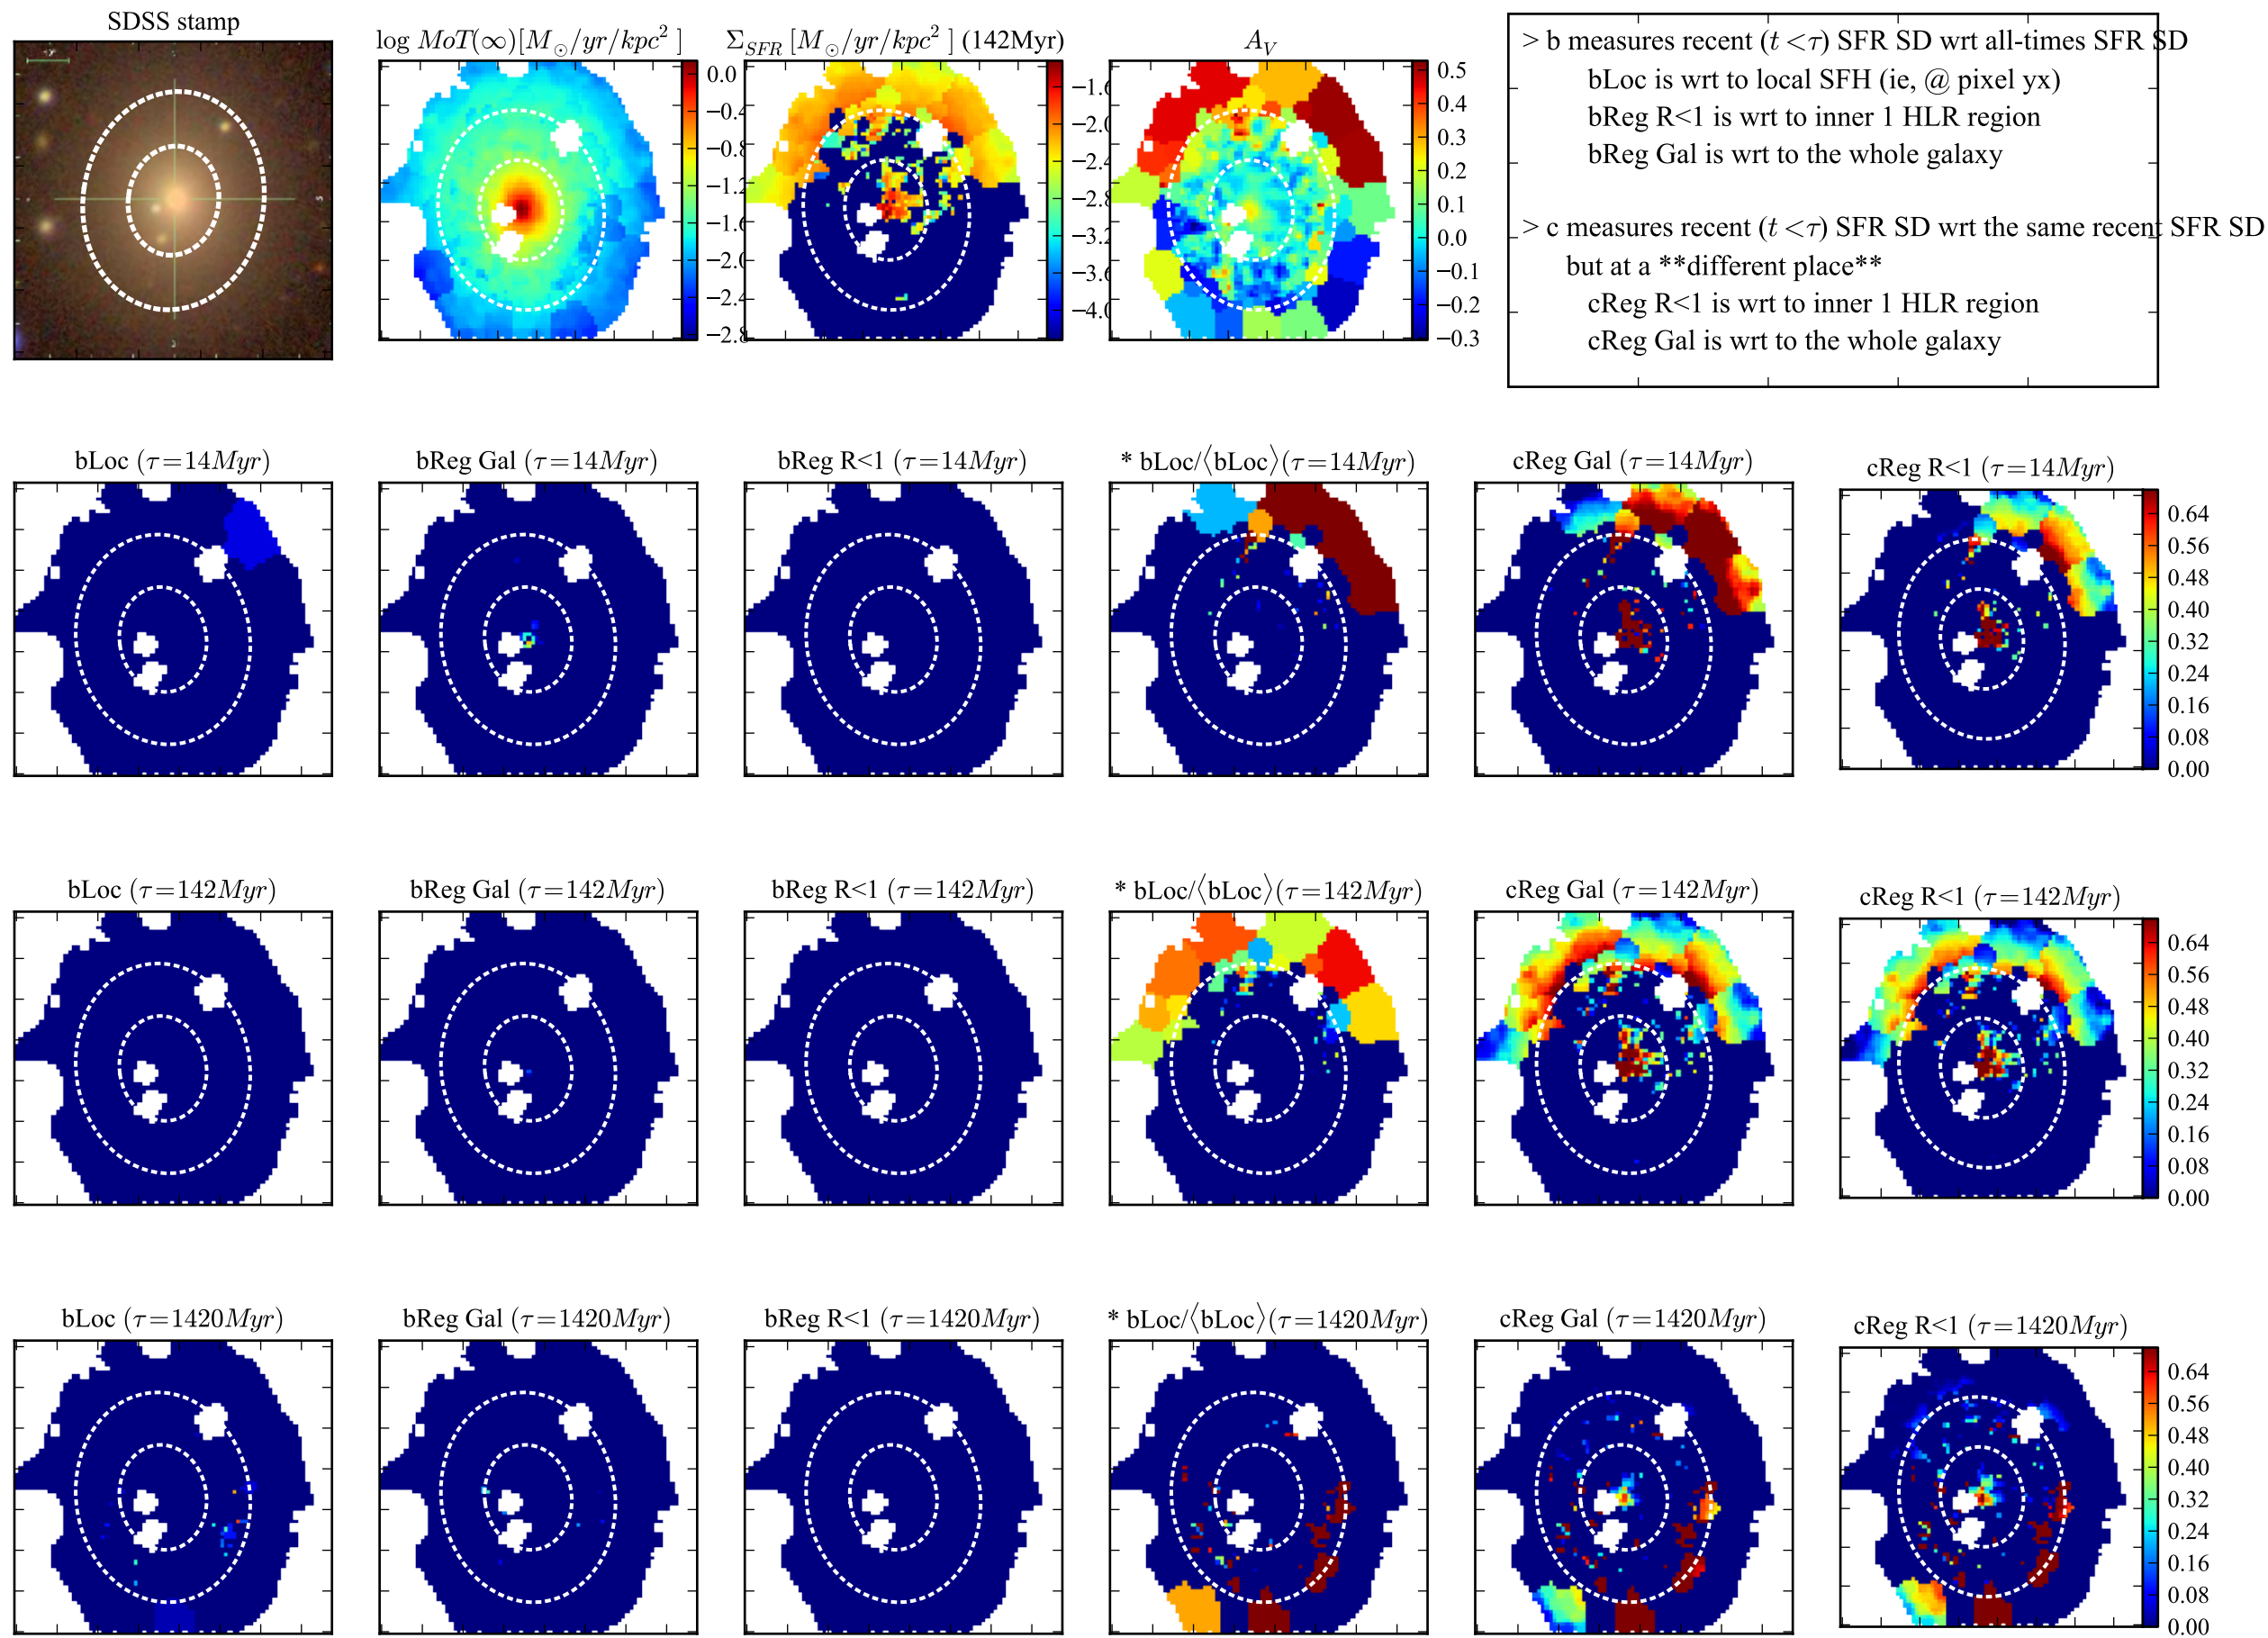 SDSS stamp
log MoT(∞)[M⊙/yr/kpc² ]
Σ_SFR [M⊙/yr/kpc² ] (142Myr)
A_V
> b measures recent (t<τ) SFR SD wrt all-times SFR SD
bLoc is wrt to local SFH (ie, @ pixel yx)
bReg R<1 is wrt to inner 1 HLR region
bReg Gal is wrt to the whole galaxy
> c measures recent (t<τ) SFR SD wrt the same recent SFR SD
but at a **different place**
cReg R<1 is wrt to inner 1 HLR region
cReg Gal is wrt to the whole galaxy
0.0
−0.4
−0.8
−1.2
−1.6
−2.0
−2.4
−2.8
−1.6
−2.0
−2.4
−2.8
−3.2
−3.6
−4.0
0.5
0.4
0.3
0.2
0.1
0.0
−0.1
−0.2
−0.3
bLoc (τ=14Myr)
bReg Gal (τ=14Myr)
bReg R<1 (τ=14Myr)
* bLoc/⟨bLoc⟩(τ=14Myr)
cReg Gal (τ=14Myr)
cReg R<1 (τ=14Myr)
0.64
0.56
0.48
0.40
0.32
0.24
0.16
0.08
0.00
bLoc (τ=142Myr)
bReg Gal (τ=142Myr)
bReg R<1 (τ=142Myr)
* bLoc/⟨bLoc⟩(τ=142Myr)
cReg Gal (τ=142Myr)
cReg R<1 (τ=142Myr)
0.64
0.56
0.48
0.40
0.32
0.24
0.16
0.08
0.00
bLoc (τ=1420Myr)
bReg Gal (τ=1420Myr)
bReg R<1 (τ=1420Myr)
* bLoc/⟨bLoc⟩(τ=1420Myr)
cReg Gal (τ=1420Myr)
cReg R<1 (τ=1420Myr)
0.64
0.56
0.48
0.40
0.32
0.24
0.16
0.08
0.00